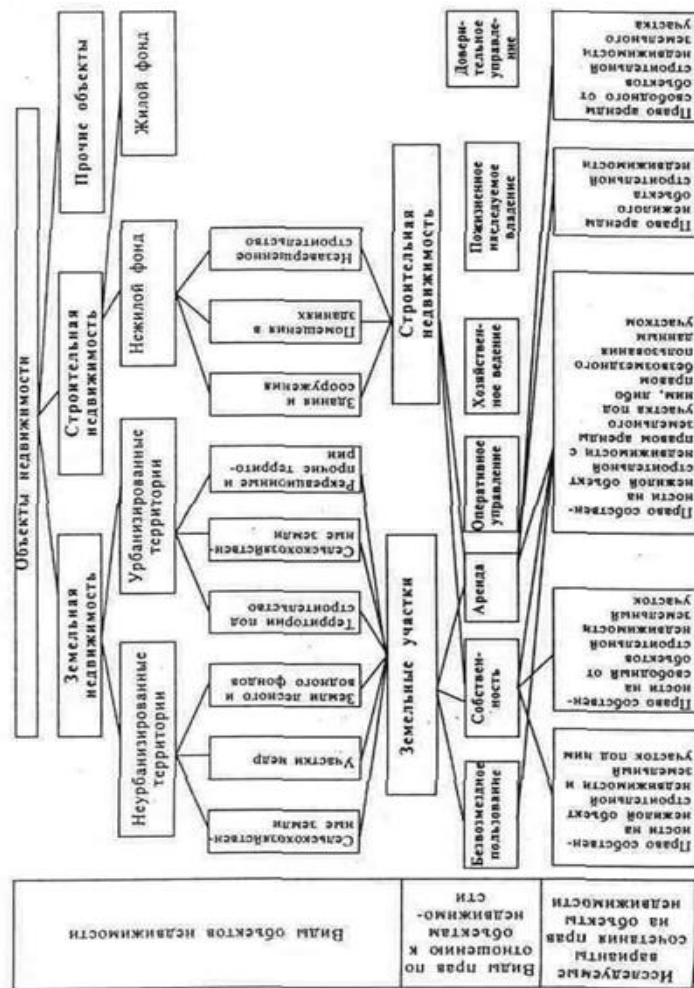 Объекты недвижимости
Земельная
недвижимость
Строительная
недвижимость
Прочие объекты
Неурбанизированные
территории
Урбанизированные
территории
Нежилой фонд
Жилой фонд
Сельскохозяйствен-
ные земли
Участки недр
Земли лесного и
водного фондов
Территории под
строительство
Сельскохозяйствен-
ные земли
Рекреационные и
прочие террито-
рии
Здания и
сооружения
Помещения в
зданиях
Незавершенное
строительство
Виды объектов недвижимости
Земельные участки
Строительная
недвижимость
Виды прав по
отношению к
объектам
недвижимо-
сти
Безвозмездное
пользование
Собствен-
ность
Аренда
Оперативное
управление
Хозяйствен-
ное ведение
Пожизненное
наследуемое
владение
Довери-
тельное
управле-
ние
Исследуемые
варианты
сочетания прав
на объекты
недвижимости
Право собствен-
ности на
нежилой объект
строительной
недвижимости и
земельный
участок под ним
Право собствен-
ности на
свободный от
объектов
строительной
недвижимости
земельный
участок
Право собствен-
ности на
нежилой объект
строительной
недвижимости с
правом аренды
земельного
участка под
ним, либо
правом
безвозмездного
пользования
данным
участком
Право аренды
нежилого
объекта
строительной
недвижимости
Право аренды
свободного от
объектов
строительной
недвижимости
земельного
участка